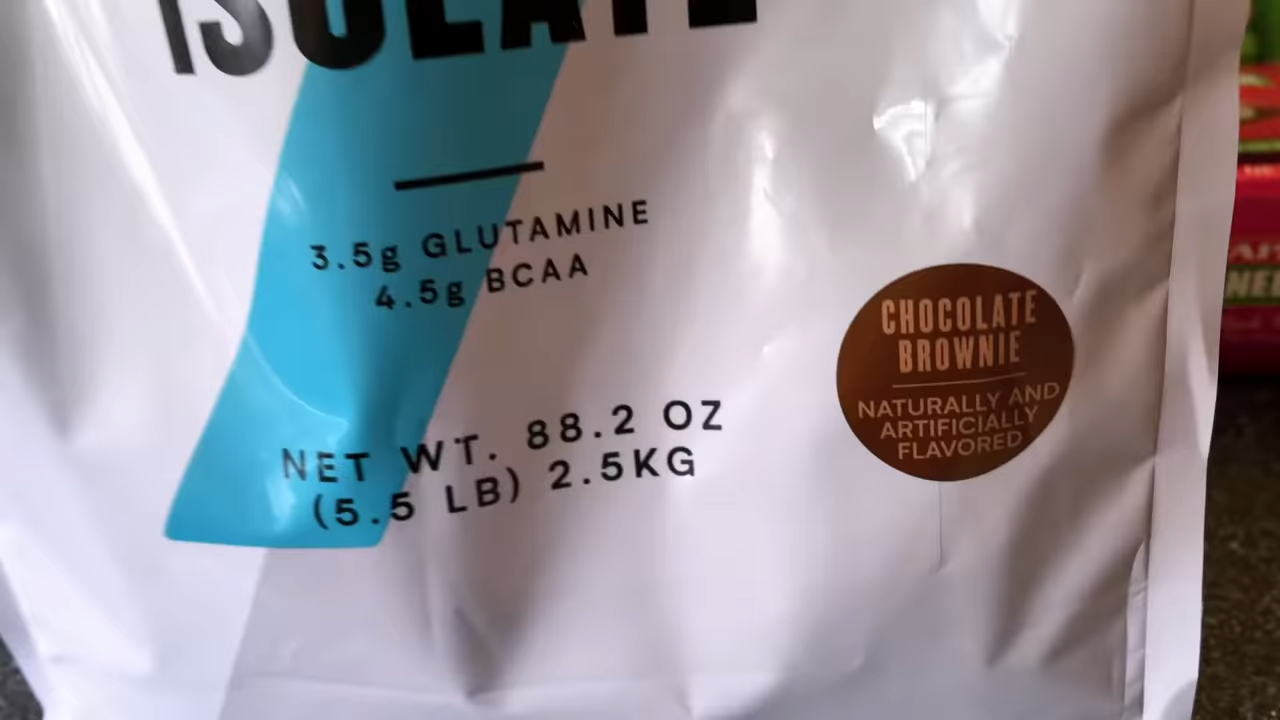 ISOLATE
3.5g GLUTAMINE
4.5g BCAA
NET WT. 88.2 OZ
(5.5 LB) 2.5KG
CHOCOLATE
BROWNIE
NATURALLY AND
ARTIFICIALLY
FLAVORED